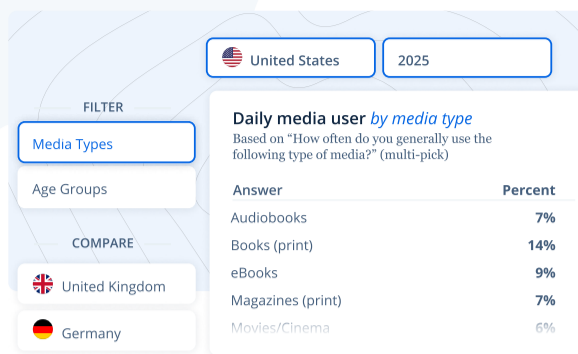 United States
2025
FILTER
Media Types
Age Groups
COMPARE
United Kingdom
Germany
Daily media user by media type
Based on “How often do you generally use the
following type of media?” (multi-pick)
Answer Percent
Audiobooks 7%
Books (print) 14%
eBooks 9%
Magazines (print) 7%
Movies/Cinema 6%